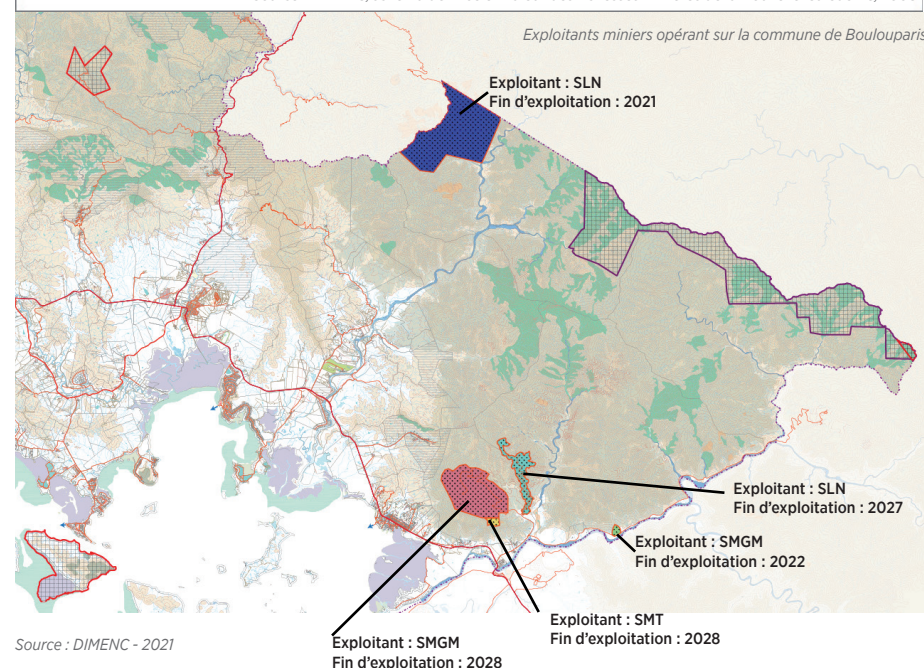 Exploitants miniers opérant sur la commune de Boulouparis
Exploitant : SLN
Fin d'exploitation : 2021
Exploitant : SLN
Fin d'exploitation : 2027
Exploitant : SMGM
Fin d'exploitation : 2022
Exploitant : SMT
Fin d'exploitation : 2028
Exploitant : SMGM
Fin d'exploitation : 2028
Source : DIMENC - 2021